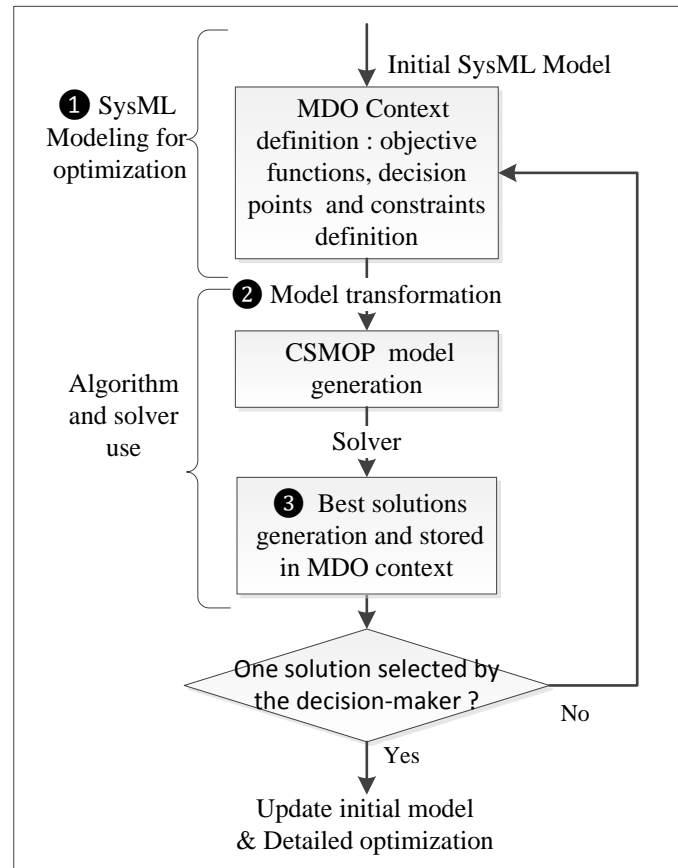 Initial SysML Model
❶ SysML
Modeling for
optimization
MDO Context
definition : objective
functions, decision
points and constraints
definition
❷ Model transformation
CSMOP model
generation
Algorithm
and solver
use
Solver
❸ Best solutions
generation and stored
in MDO context
One solution selected by
the decision-maker ?
No
Yes
Update initial model
& Detailed optimization